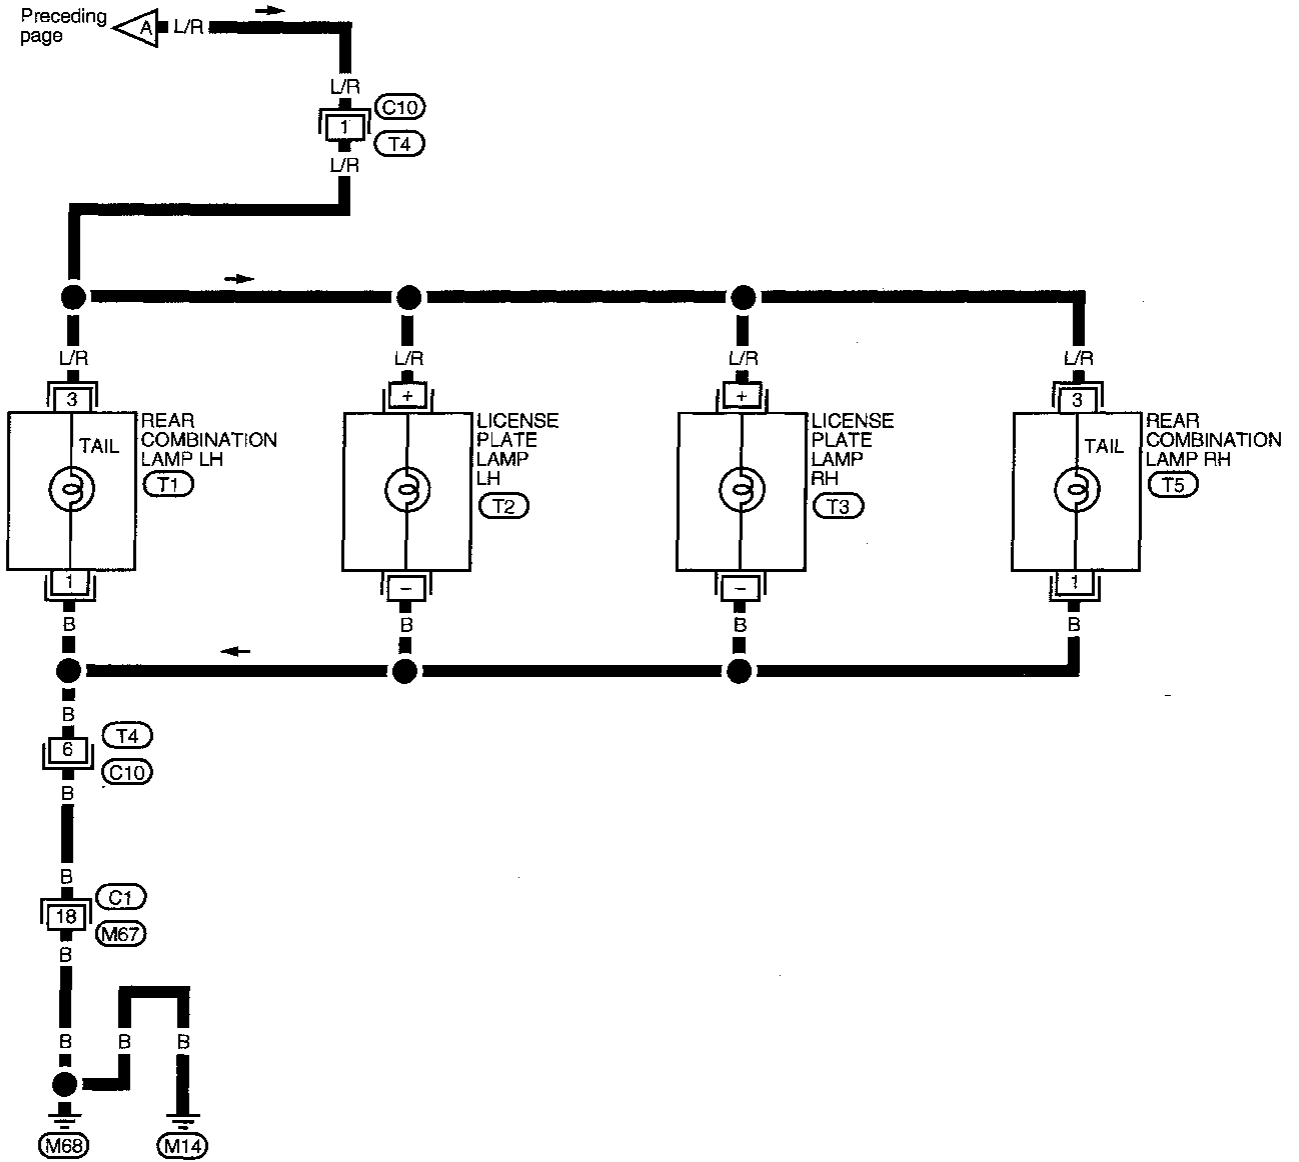 Preceding
page
A
L/R
L/R
C10
1
T4
L/R
L/R
L/R
L/R
L/R
3
+
+
3
TAIL
REAR
COMBINATION
LAMP LH
T1
LICENSE
PLATE
LAMP
LH
T2
LICENSE
PLATE
LAMP
RH
T3
TAIL
REAR
COMBINATION
LAMP RH
T5
1
–
–
1
B
B
B
B
B
T4
6
C10
B
B
C1
18
M67
B
B
B
B
M68
M14